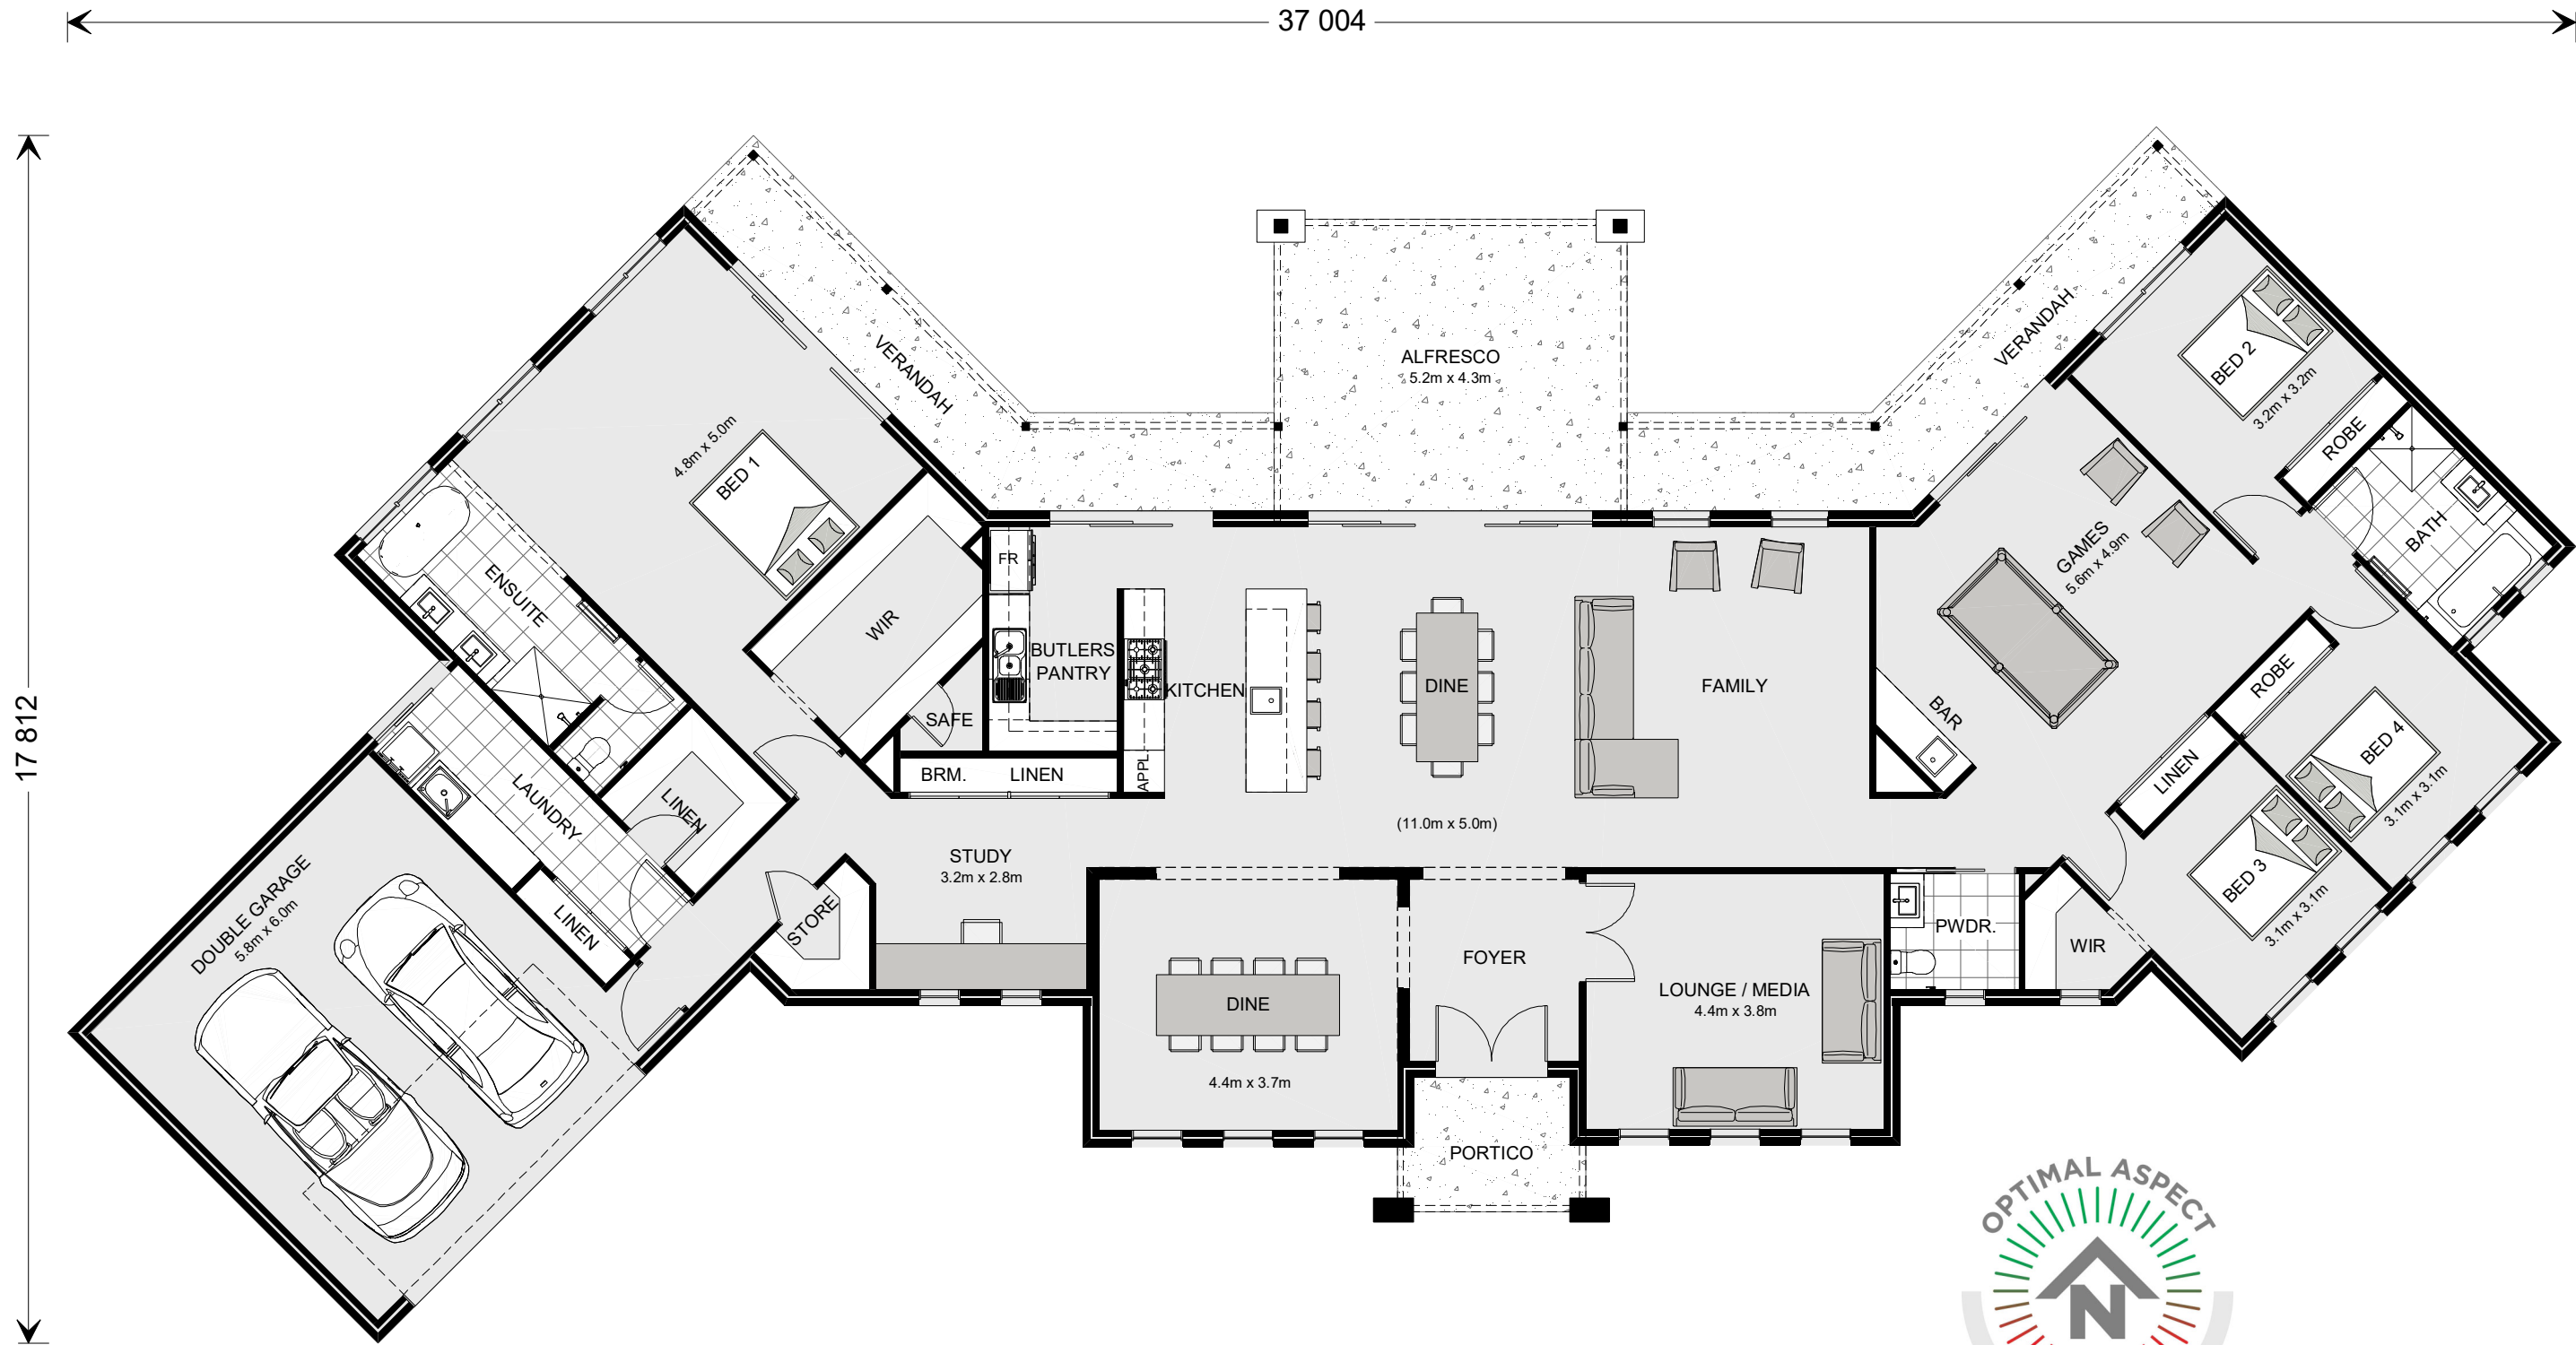 37 004
17 812
VERANDAH
ALFRESCO
5.2m x 4.3m
VERANDAH
BED 2
3.2m x 3.2m
ROBE
BATH
4.8m x 5.0m
BED 1
ENSUITE
WIR
FR
BUTLERS
PANTRY
SAFE
KITCHEN
DINE
FAMILY
GAMES
5.6m x 4.9m
BAR
ROBE
LINEN
BED 4
3.1m x 3.1m
BED 3
3.1m x 3.1m
BRM.
LINEN
APPL
(11.0m x 5.0m)
LAUNDRY
LINEN
LINEN
DOUBLE GARAGE
5.8m x 6.0m
STORE
STUDY
3.2m x 2.8m
DINE
4.4m x 3.7m
FOYER
LOUNGE / MEDIA
4.4m x 3.8m
PWDR.
WIR
PORTICO
OPTIMAL ASPECT
N